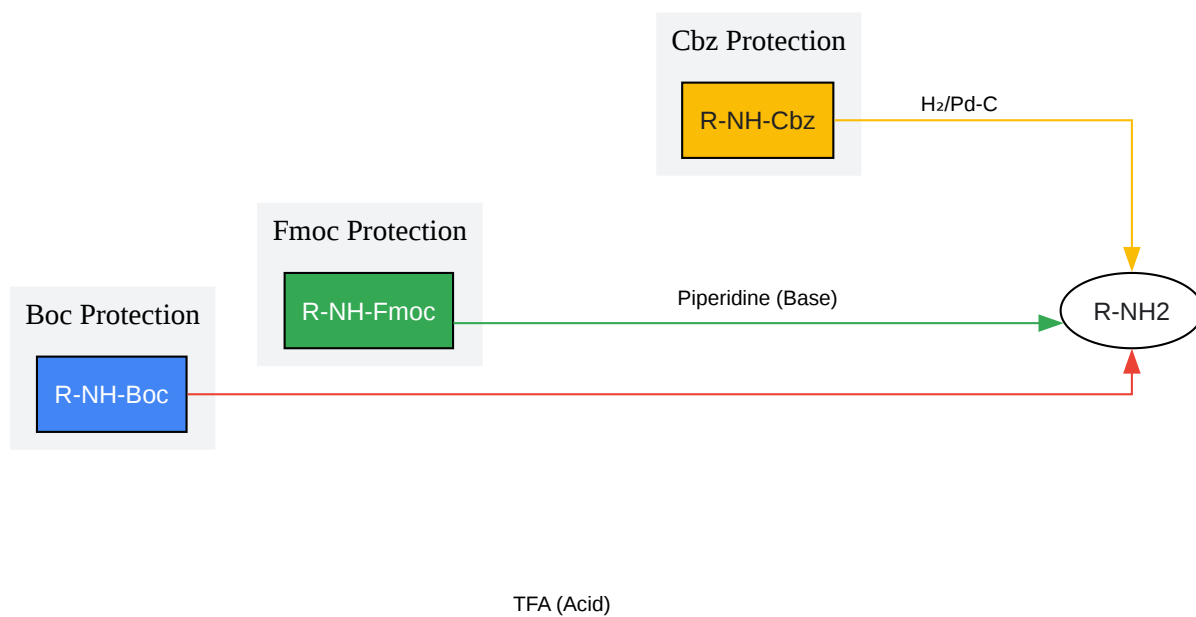 Cbz Protection
R-NH-Cbz
H₂/Pd-C
Fmoc Protection
R-NH-Fmoc
Piperidine (Base)
R-NH2
Boc Protection
R-NH-Boc
TFA (Acid)